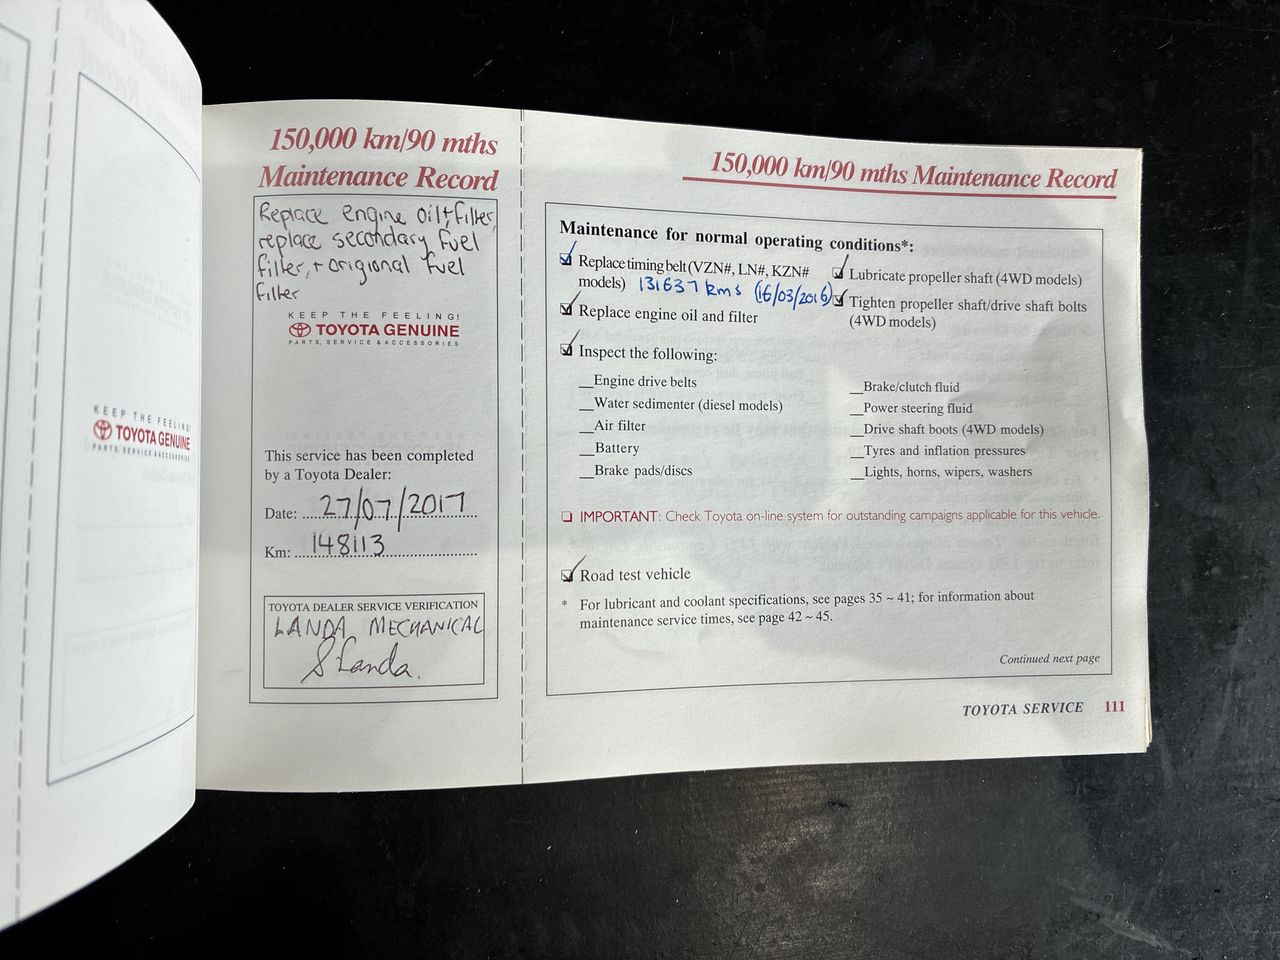 150,000 km/90 mths
Maintenance Record
Replace engine oil+filter,
replace secondary fuel
filter,+ origional fuel
filter
KEEP THE FEELING!
TOYOTA GENUINE
PARTS, SERVICE & ACCESSORIES
This service has been completed
by a Toyota Dealer:
Date: 27/07/2017
Km: 148113
TOYOTA DEALER SERVICE VERIFICATION
LANDA MECHANICAL
S Landa.
150,000 km/90 mths Maintenance Record
Maintenance for normal operating conditions*:
Replace timing belt (VZN#, LN#, KZN#
models) 131637 kms (16/03/2016)
Replace engine oil and filter
Inspect the following:
__Engine drive belts
__Water sedimenter (diesel models)
__Air filter
__Battery
__Brake pads/discs
Lubricate propeller shaft (4WD models)
Tighten propeller shaft/drive shaft bolts
(4WD models)
__Brake/clutch fluid
__Power steering fluid
__Drive shaft boots (4WD models)
__Tyres and inflation pressures
__Lights, horns, wipers, washers
❏ IMPORTANT: Check Toyota on-line system for outstanding campaigns applicable for this vehicle.
Road test vehicle
* For lubricant and coolant specifications, see pages 35 ~ 41; for information about
maintenance service times, see page 42 ~ 45.
Continued next page
TOYOTA SERVICE 111
KEEP THE FEELING!
TOYOTA GENUINE
PARTS, SERVICE & ACCESSORIES